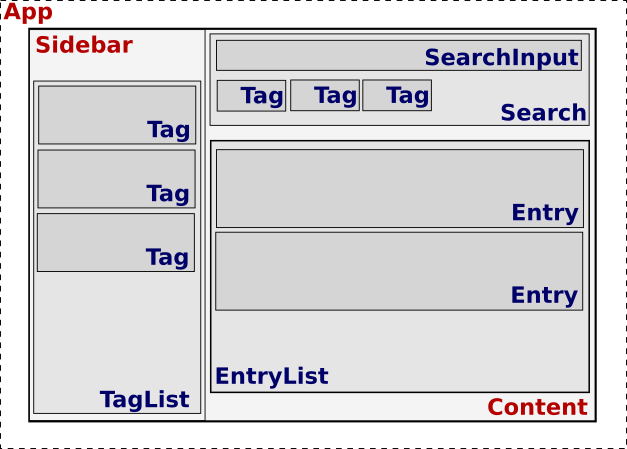 App
Sidebar
Tag
Tag
Tag
TagList
SearchInput
Tag Tag Tag
Search
Entry
Entry
EntryList
Content